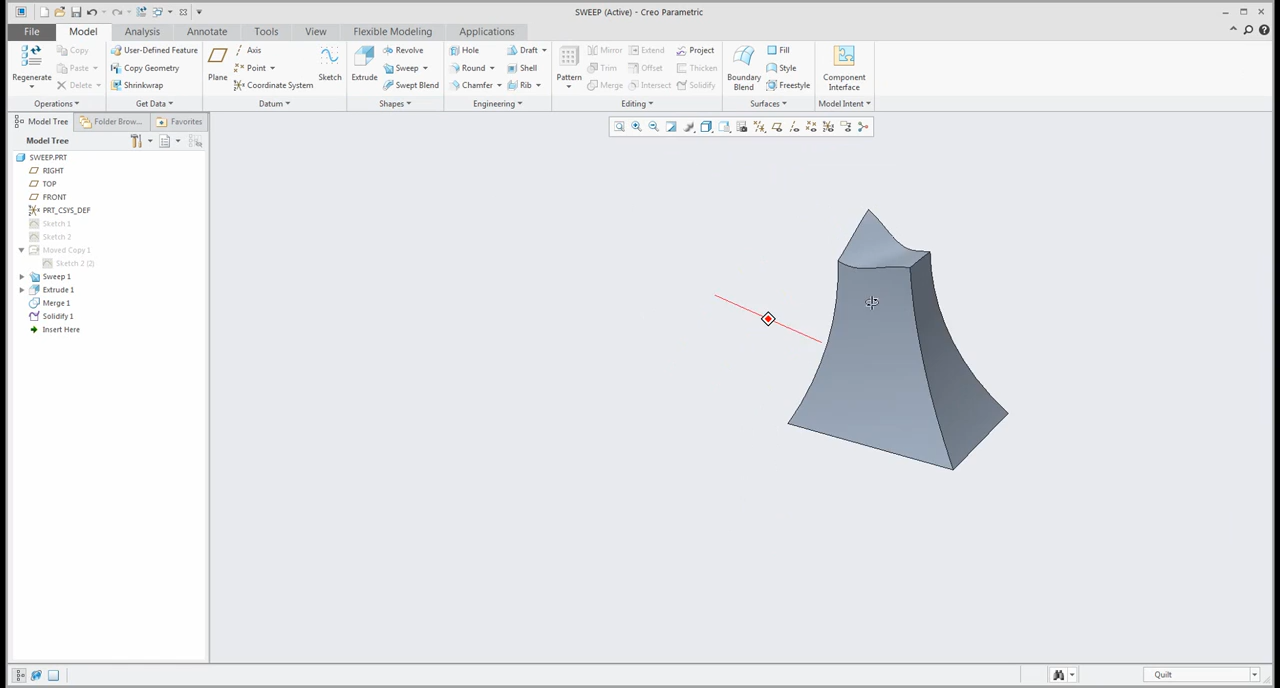 SWEEP (Active) - Creo Parametric
File Model Analysis Annotate Tools View Flexible Modeling Applications
Regenerate
Copy
Paste
Delete
Operations
User-Defined Feature
Copy Geometry
Shrinkwrap
Get Data
Plane
Axis
Point
Coordinate System
Sketch
Datum
Extrude
Revolve
Sweep
Swept Blend
Shapes
Hole
Round
Chamfer
Draft
Shell
Rib
Engineering
Pattern
Mirror
Trim
Merge
Extend
Offset
Intersect
Project
Thicken
Solidify
Editing
Boundary
Blend
Fill
Style
Freestyle
Surfaces
Component
Interface
Model Intent
Model Tree Folder Brow... Favorites
Model Tree
SWEEP.PRT
RIGHT
TOP
FRONT
PRT_CSYS_DEF
Sketch 1
Sketch 2
Moved Copy 1
Sketch 2 (2)
Sweep 1
Extrude 1
Merge 1
Solidify 1
Insert Here
Quilt